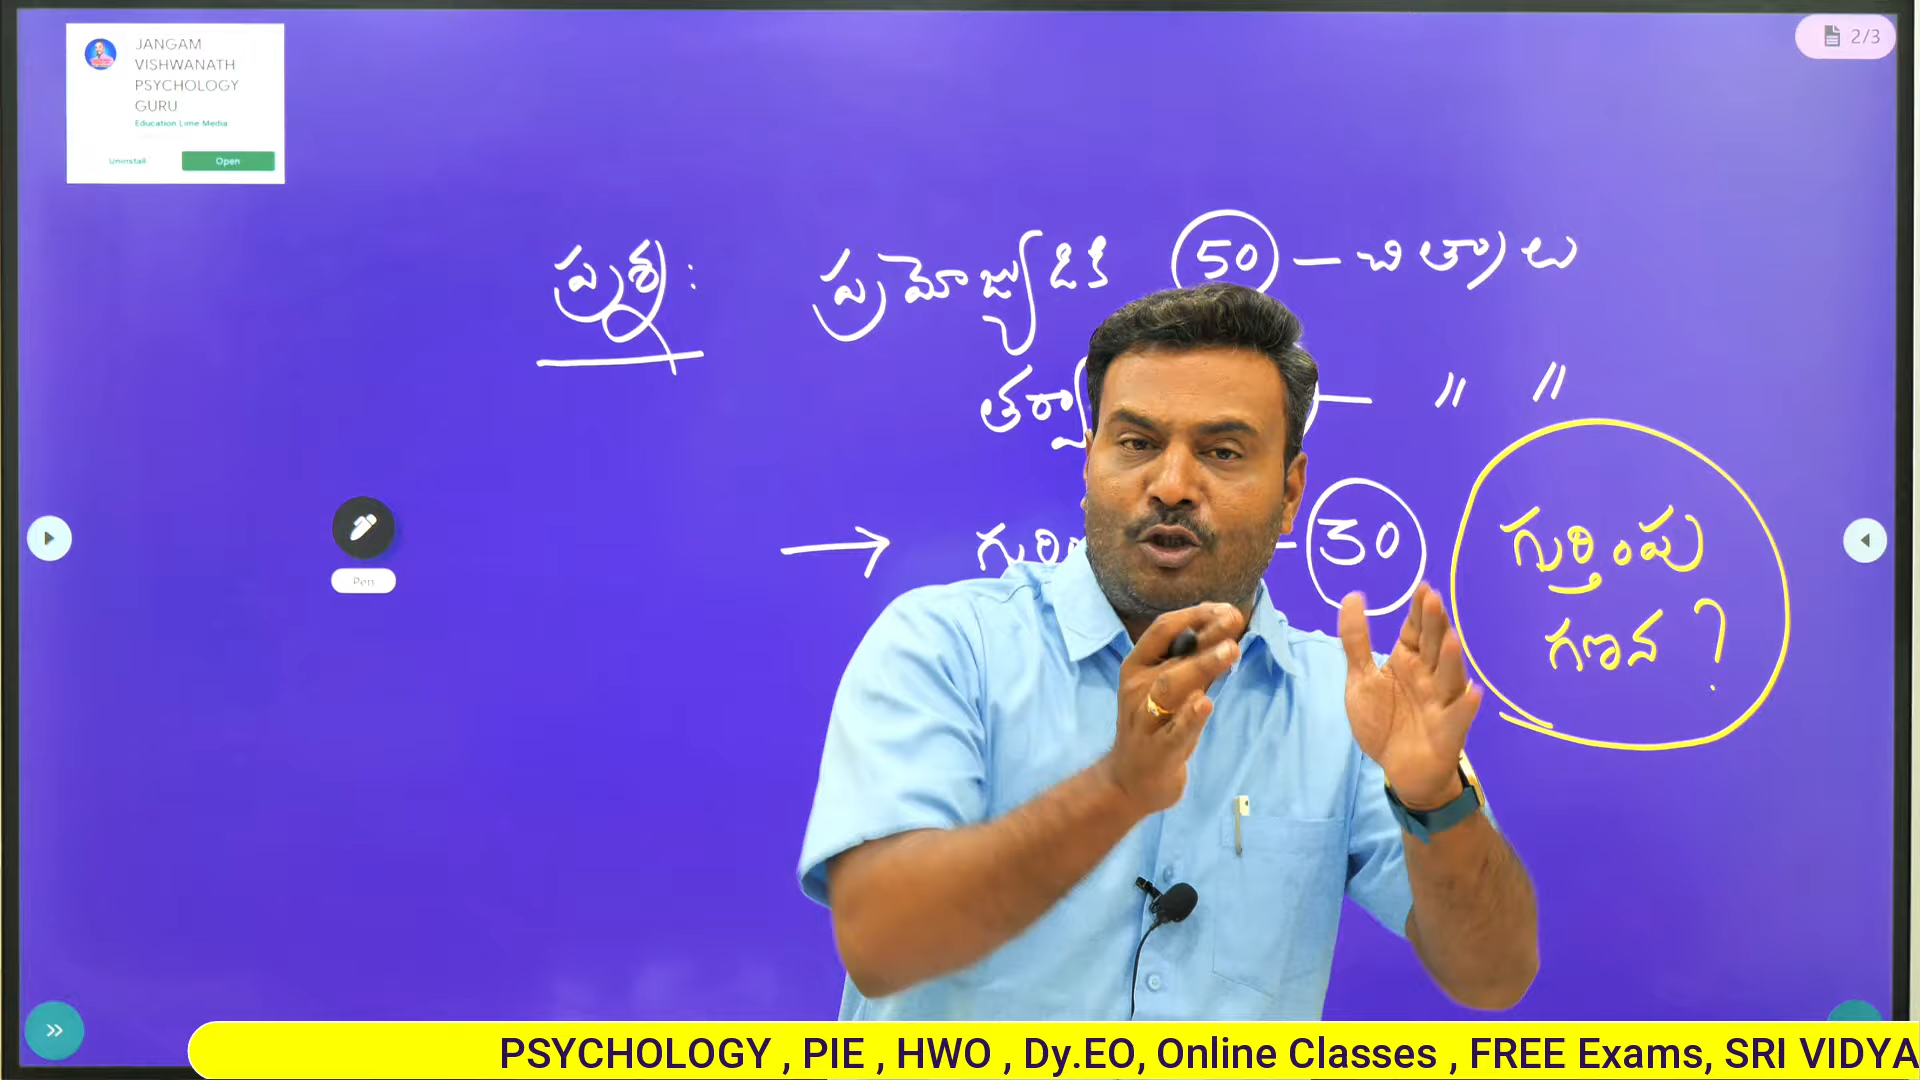 JANGAM
VISHWANATH
PSYCHOLOGY
GURU
Education Lime Media
Uninstall Open
2/3
ప్రశ్న : ప్రమోజ్యుడికి 50 – చిత్రాలు
– 〃 〃
→ – 30
గుర్తింపు
గణన ?
Pen
PSYCHOLOGY , PIE , HWO , Dy.EO, Online Classes , FREE Exams, SRI VIDYA